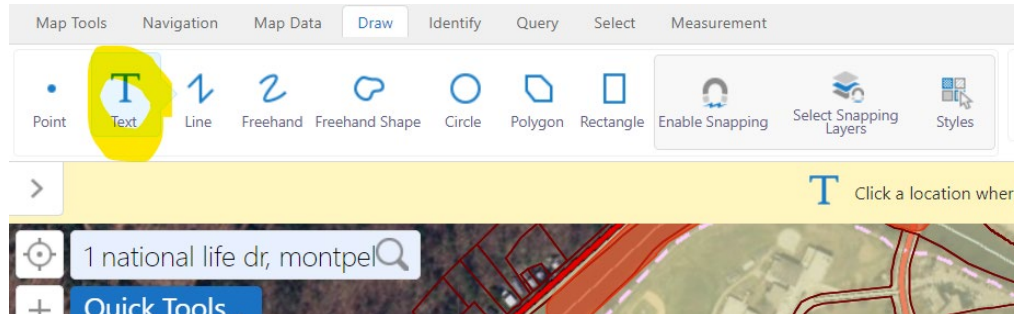 Map Tools Navigation Map Data Draw Identify Query Select Measurement
Point Text Line Freehand Freehand Shape Circle Polygon Rectangle Enable Snapping Select Snapping Layers Styles
T Click a location wher
1 national life dr, montpel
Quick Tools